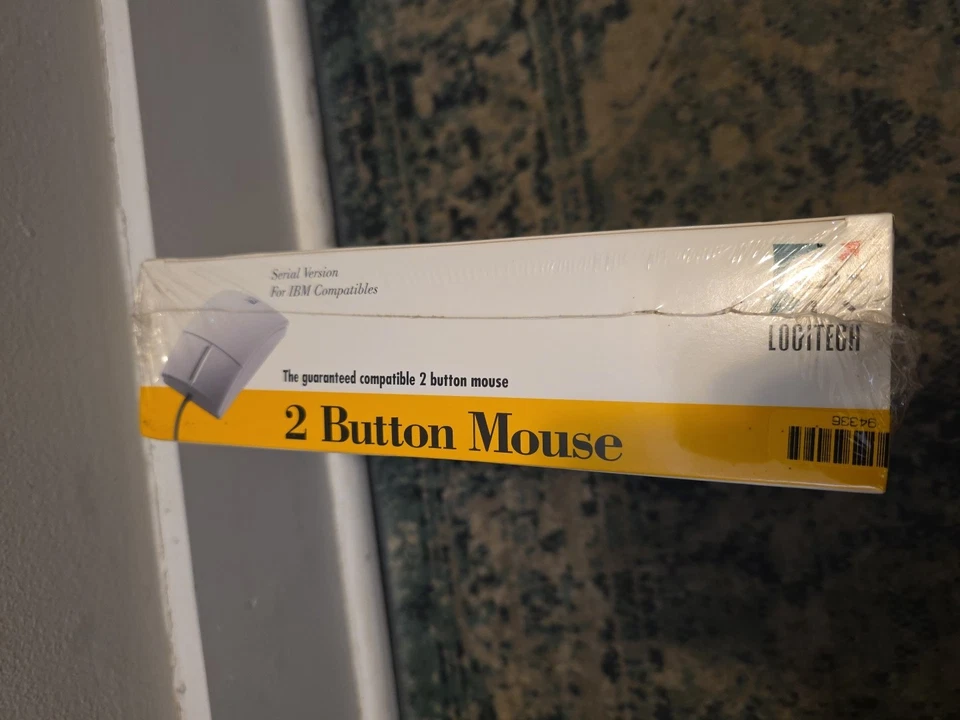 Serial Version
For IBM Compatibles
LOGITECH
The guaranteed compatible 2 button mouse
2 Button Mouse
94336